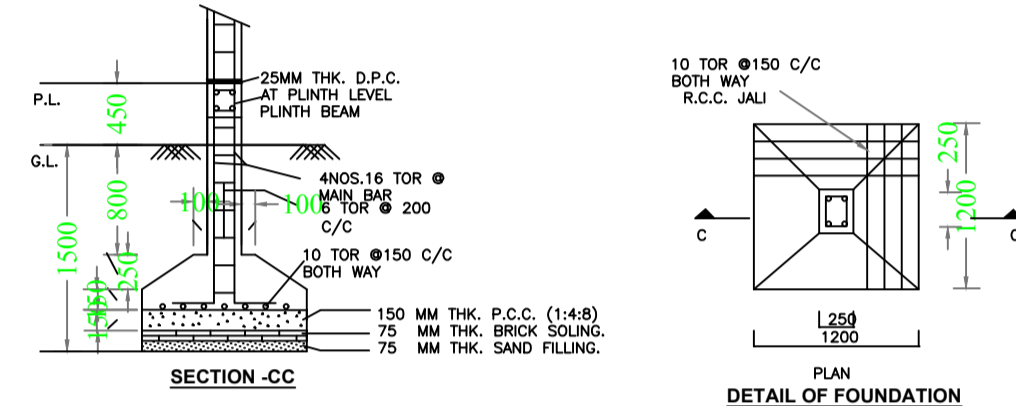 25MM THK. D.P.C.
AT PLINTH LEVEL
PLINTH BEAM
P.L.
450
G.L.
4NOS.16 TOR @
MAIN BAR
6 TOR @ 200
C/C
100
100
800
1500
10 TOR @150 C/C
BOTH WAY
250
150
150
150 MM THK. P.C.C. (1:4:8)
75 MM THK. BRICK SOLING.
75 MM THK. SAND FILLING.
SECTION -CC
10 TOR @150 C/C
BOTH WAY
R.C.C. JALI
250
1200
C
C
250
1200
PLAN
DETAIL OF FOUNDATION